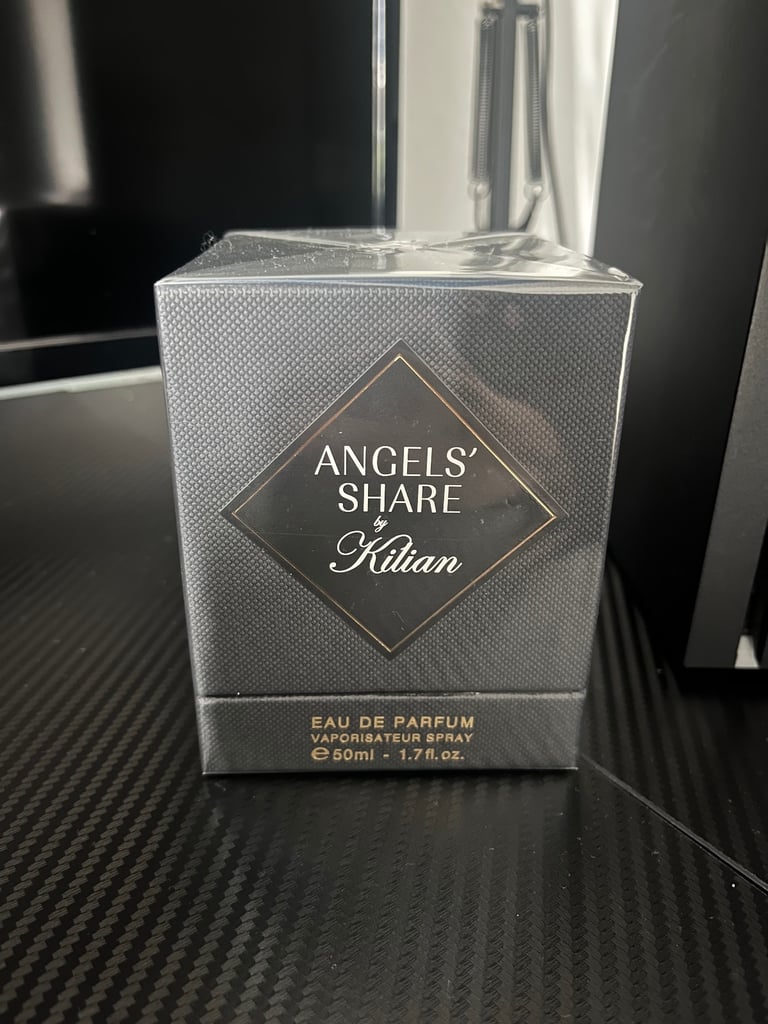 ANGELS’
SHARE
by
Kilian
EAU DE PARFUM
VAPORISATEUR SPRAY
℮50ml - 1.7fl.oz.